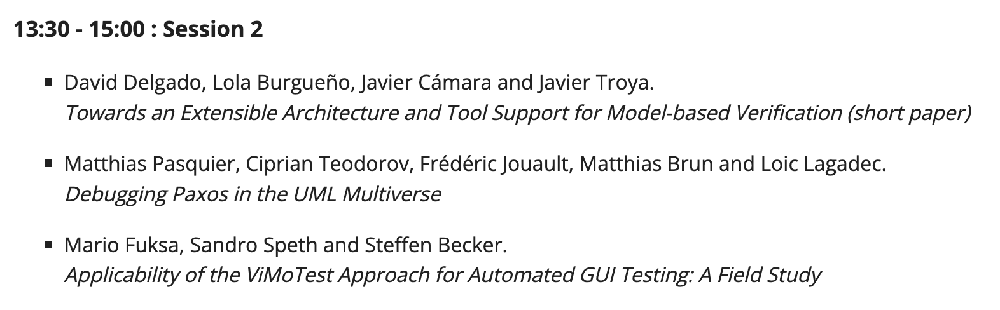 13:30 - 15:00 : Session 2
David Delgado, Lola Burgueño, Javier Cámara and Javier Troya.
Towards an Extensible Architecture and Tool Support for Model-based Verification (short paper)
Matthias Pasquier, Ciprian Teodorov, Frédéric Jouault, Matthias Brun and Loic Lagadec.
Debugging Paxos in the UML Multiverse
Mario Fuksa, Sandro Speth and Steffen Becker.
Applicability of the ViMoTest Approach for Automated GUI Testing: A Field Study